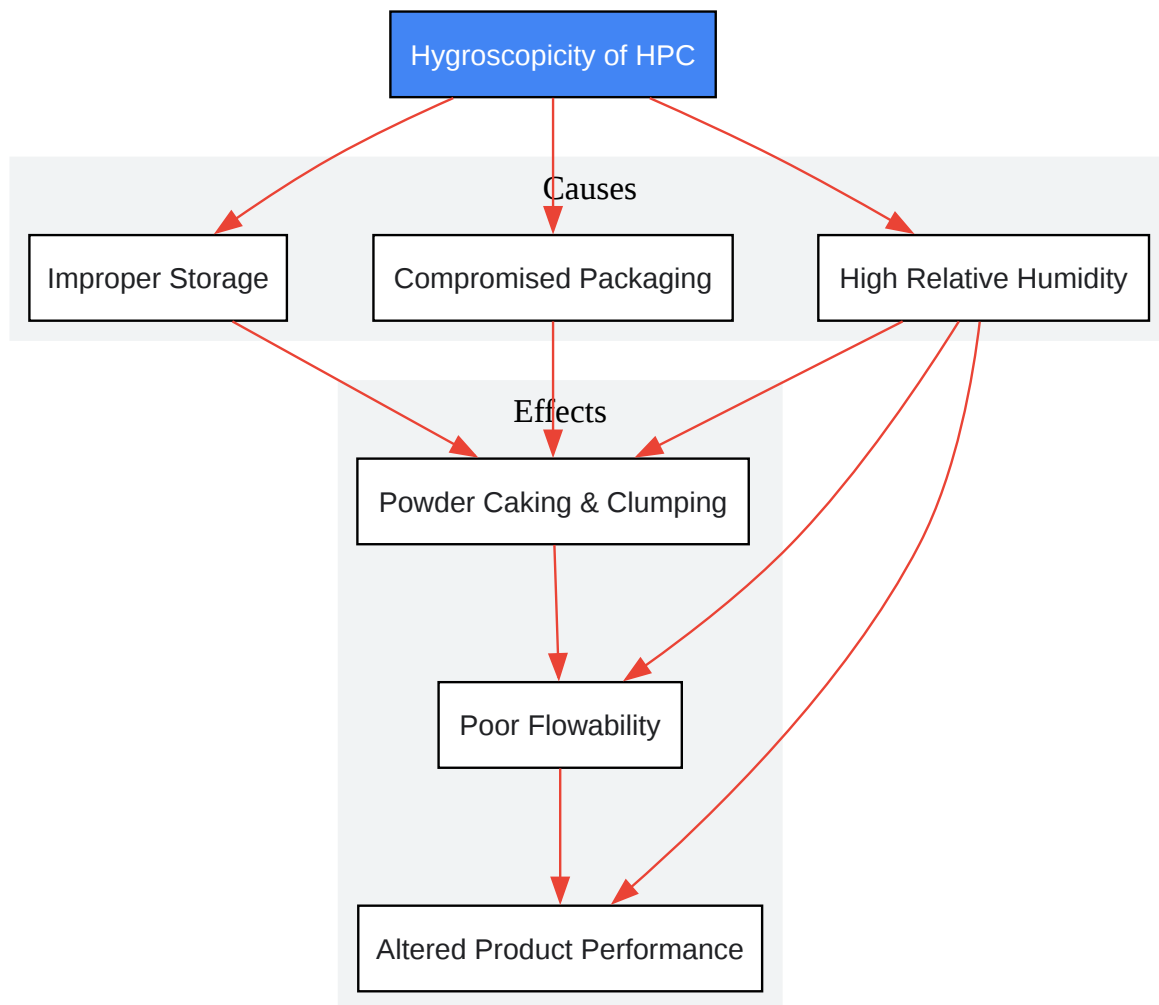 Hygroscopicity of HPC
Causes
Improper Storage
Compromised Packaging
High Relative Humidity
Effects
Powder Caking & Clumping
Poor Flowability
Altered Product Performance